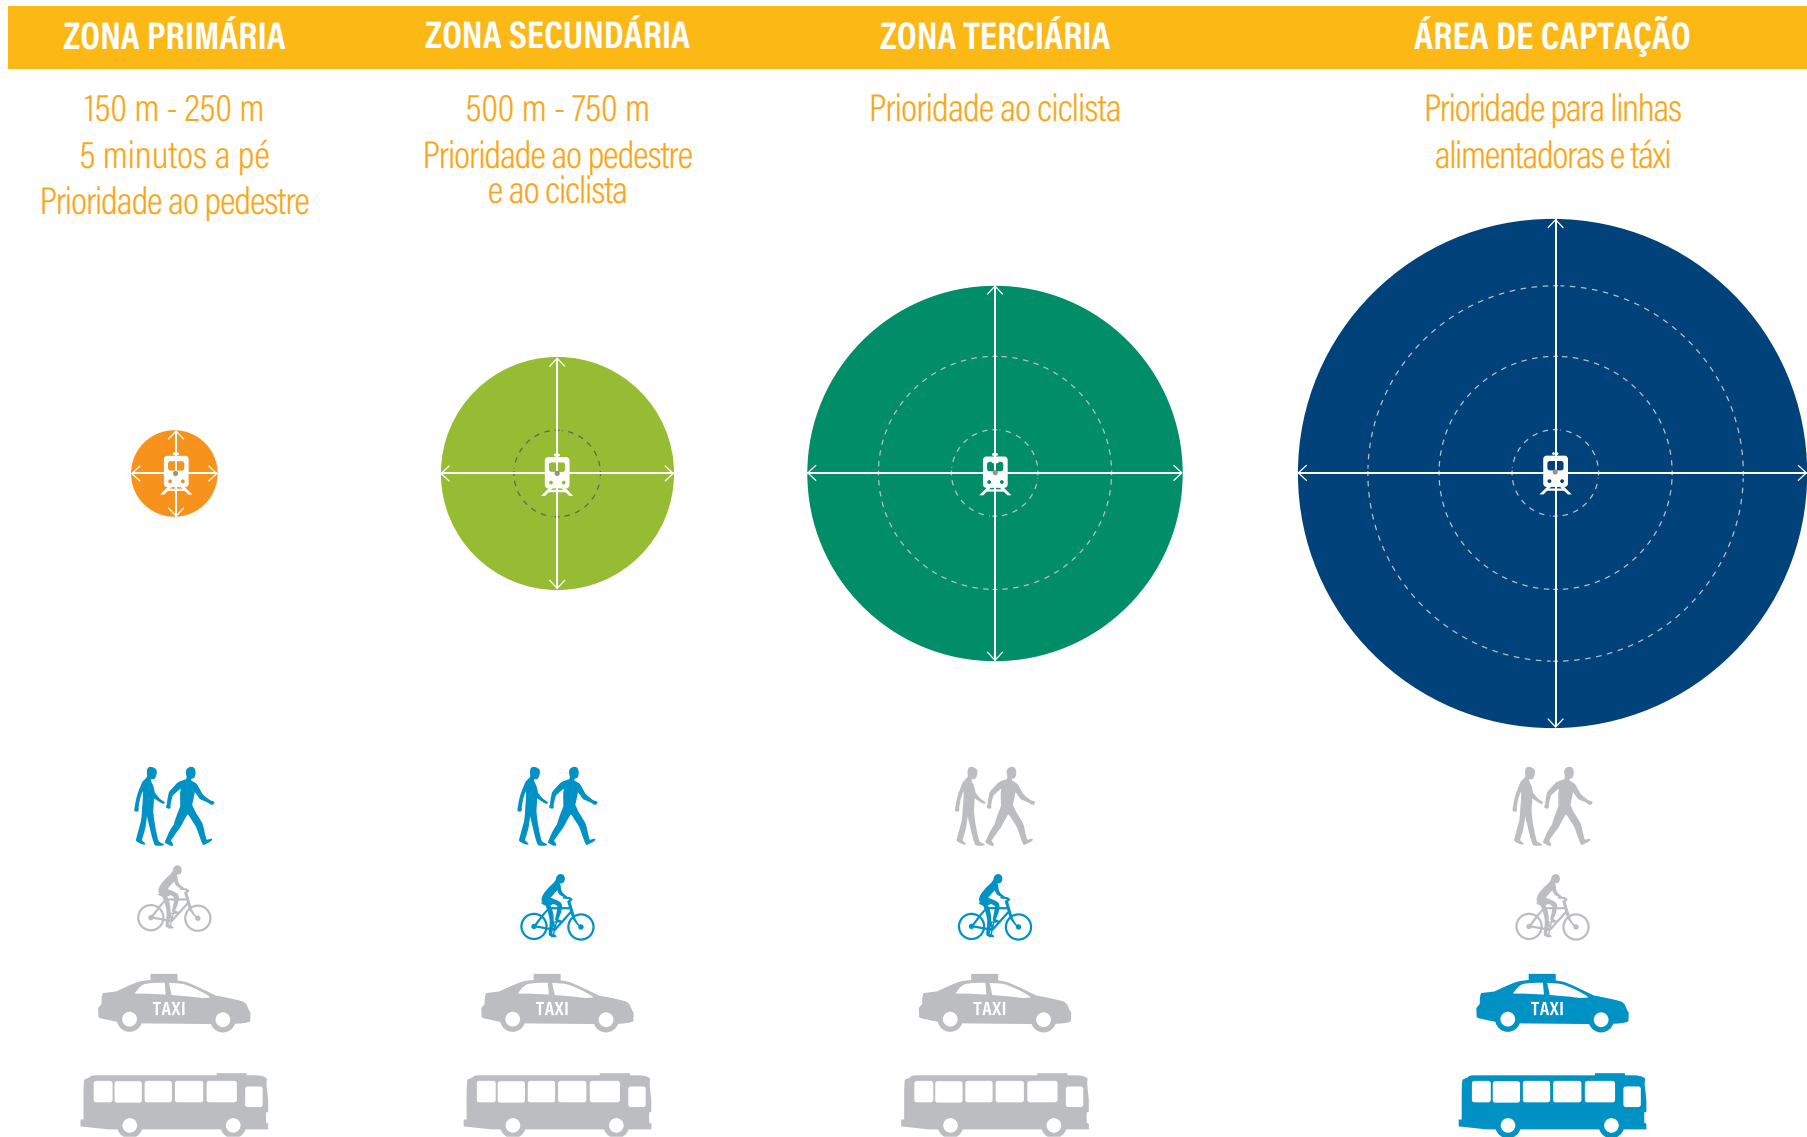 ZONA PRIMÁRIA
150 m - 250 m
5 minutos a pé
Prioridade ao pedestre
ZONA SECUNDÁRIA
500 m - 750 m
Prioridade ao pedestre
e ao ciclista
ZONA TERCIÁRIA
Prioridade ao ciclista
ÁREA DE CAPTAÇÃO
Prioridade para linhas
alimentadoras e táxi
TAXI
TAXI
TAXI
TAXI